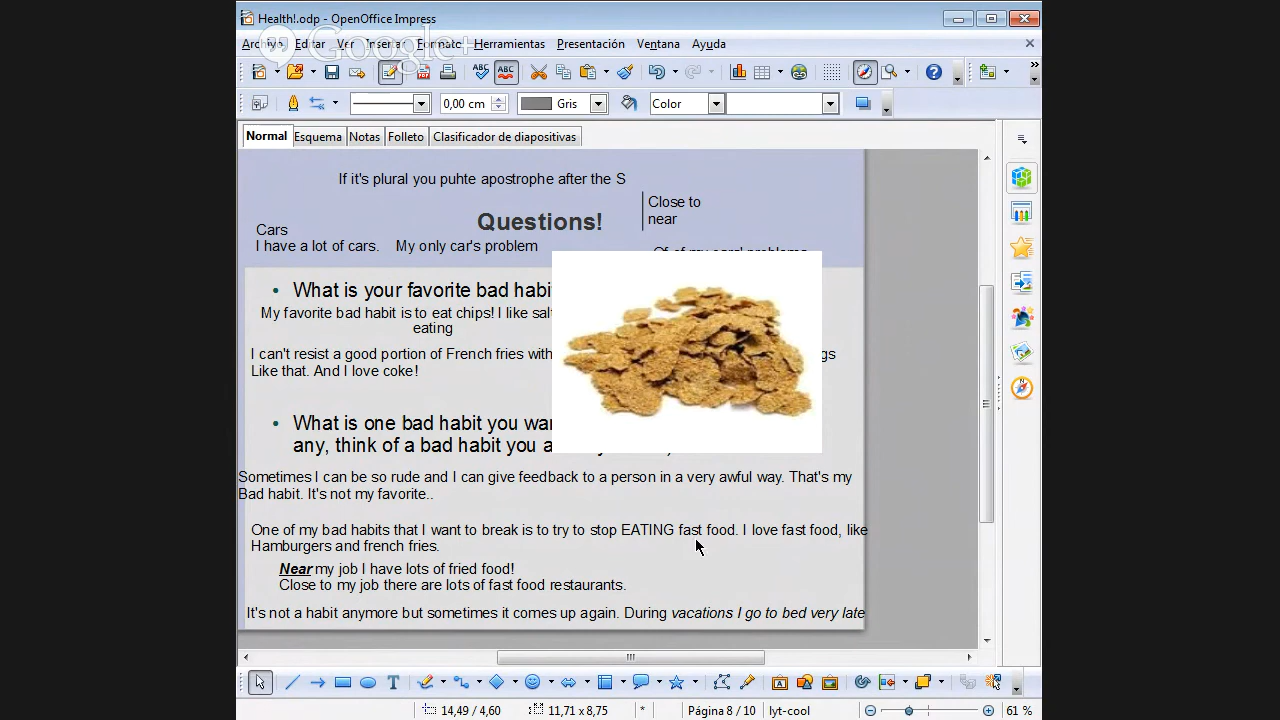 Health!.odp - OpenOffice Impress
Archivo Editar Ver Insertar Formato Herramientas Presentación Ventana Ayuda
Google+
0,00 cm Gris Color
Normal Esquema Notas Folleto Clasificador de diapositivas
If it's plural you puhte apostrophe after the S
Close to
near
Questions!
Cars
I have a lot of cars. My only car's problem
What is your favorite bad habi
My favorite bad habit is to eat chips! I like sal
eating
I can't resist a good portion of French fries with gs
Like that. And I love coke!
What is one bad habit you wan
any, think of a bad habit you a
Sometimes I can be so rude and I can give feedback to a person in a very awful way. That's my
Bad habit. It's not my favorite..
One of my bad habits that I want to break is to try to stop EATING fast food. I love fast food, like
Hamburgers and french fries.
Near my job I have lots of fried food!
Close to my job there are lots of fast food restaurants.
It's not a habit anymore but sometimes it comes up again. During vacations I go to bed very late
14,49 / 4,60 11,71 x 8,75 * Página 8 / 10 lyt-cool 61 %